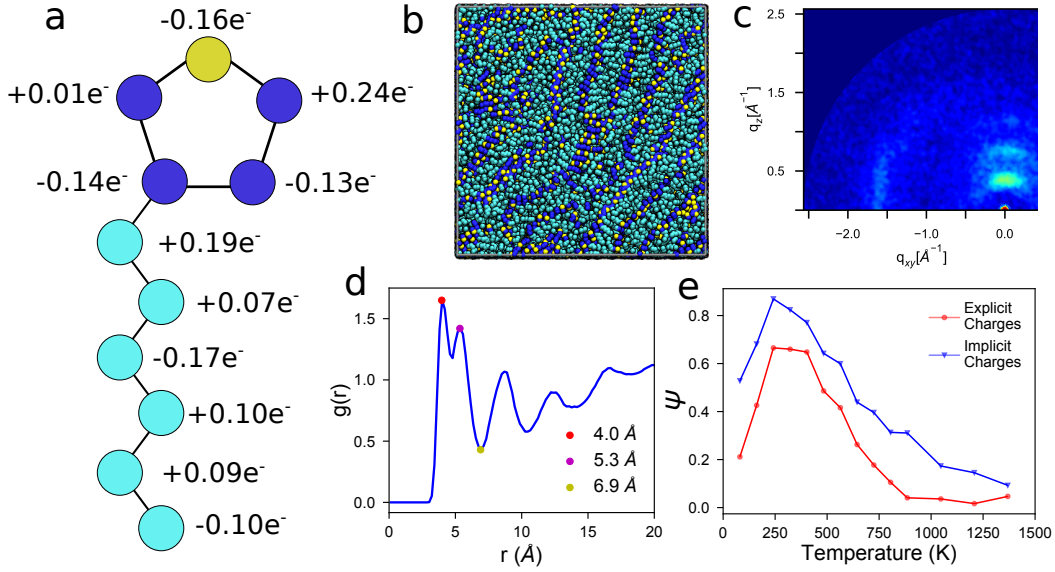 a
-0.16e-
+0.01e-
+0.24e-
-0.14e-
-0.13e-
+0.19e-
+0.07e-
-0.17e-
+0.10e-
+0.09e-
-0.10e-
b
c
2.5
1.5
0.5
qz[Å⁻¹]
-2.0
-1.0
0.0
qxy[Å⁻¹]
d
1.5
1.0
0.5
0.0
g(r)
4.0 Å
5.3 Å
6.9 Å
0
5
10
15
20
r (Å)
e
0.8
0.6
0.4
0.2
0.0
Ψ
Explicit
Charges
Implicit
Charges
0
250
500
750
1000
1250
1500
Temperature (K)